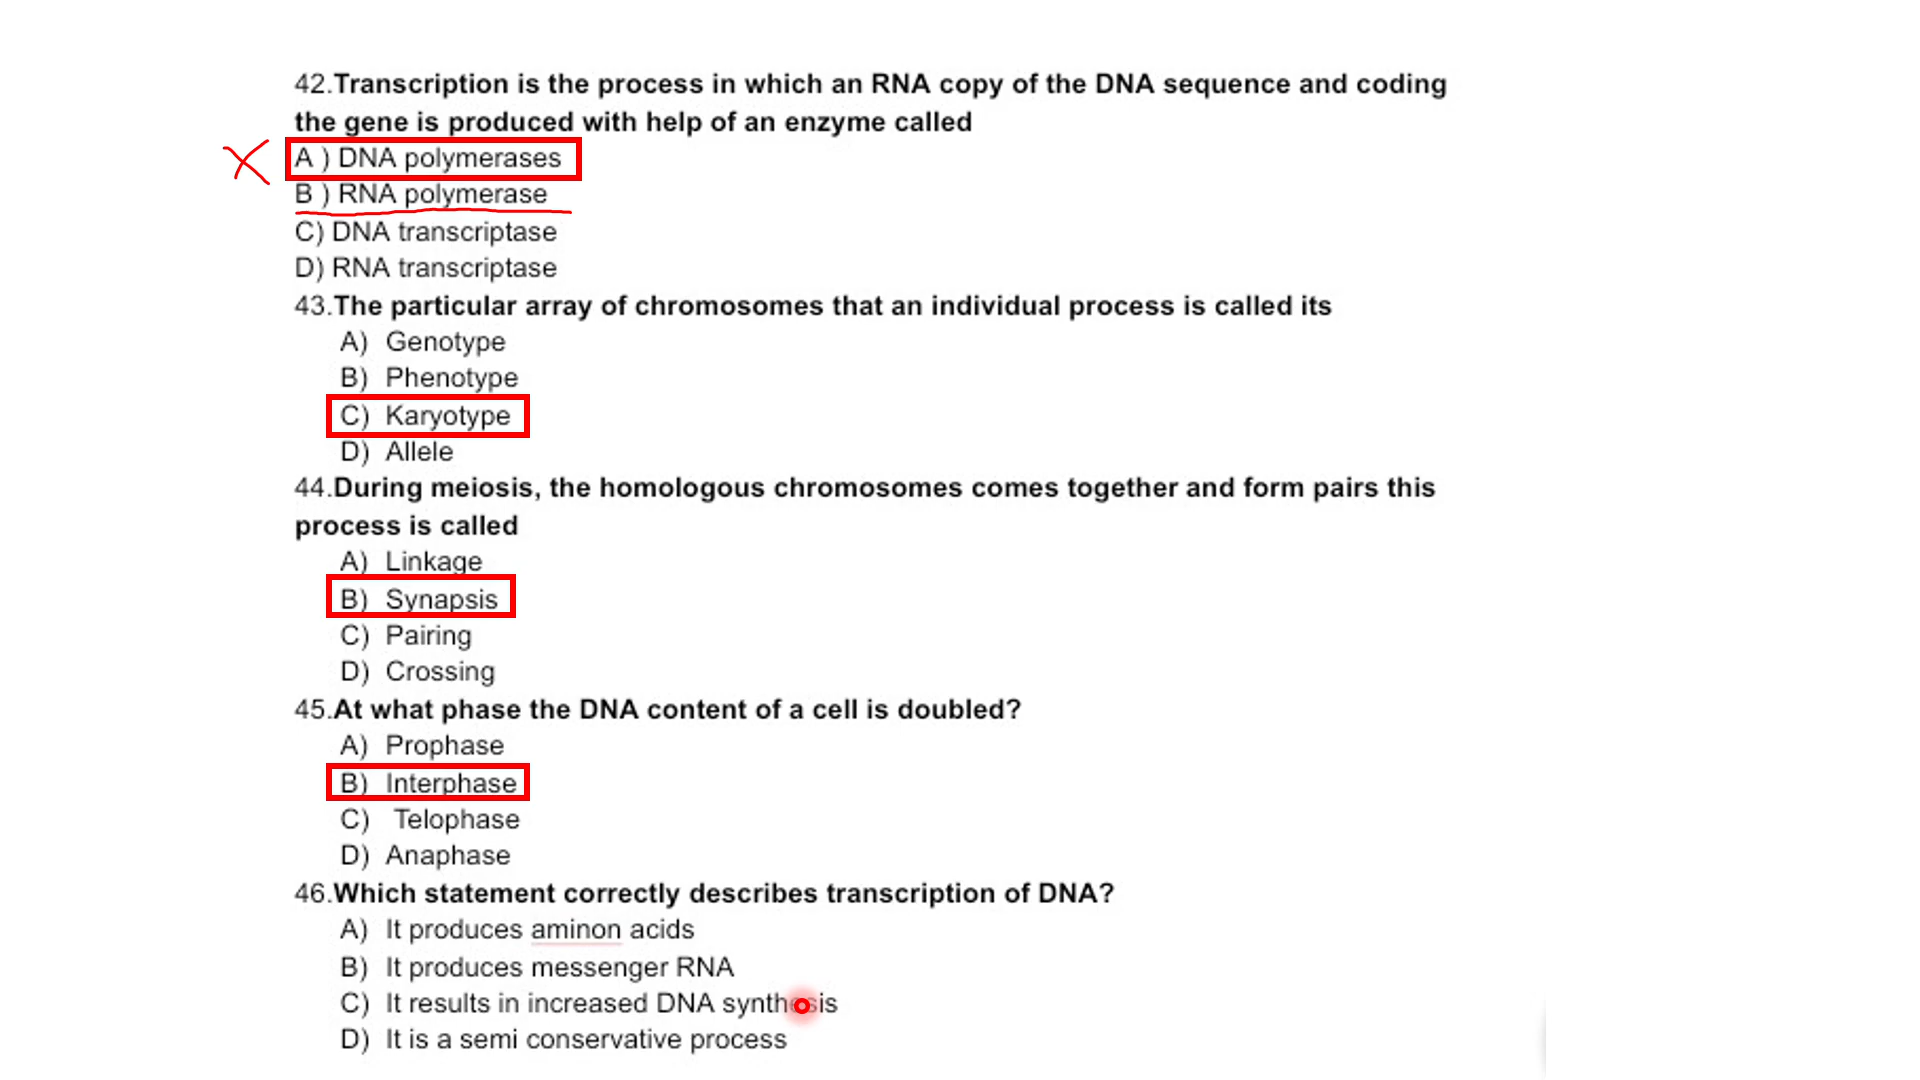 42.Transcription is the process in which an RNA copy of the DNA sequence and coding
the gene is produced with help of an enzyme called
A ) DNA polymerases
B ) RNA polymerase
C) DNA transcriptase
D) RNA transcriptase
43.The particular array of chromosomes that an individual process is called its
A) Genotype
B) Phenotype
C) Karyotype
D) Allele
44.During meiosis, the homologous chromosomes comes together and form pairs this
process is called
A) Linkage
B) Synapsis
C) Pairing
D) Crossing
45.At what phase the DNA content of a cell is doubled?
A) Prophase
B) Interphase
C) Telophase
D) Anaphase
46.Which statement correctly describes transcription of DNA?
A) It produces aminon acids
B) It produces messenger RNA
C) It results in increased DNA synthesis
D) It is a semi conservative process